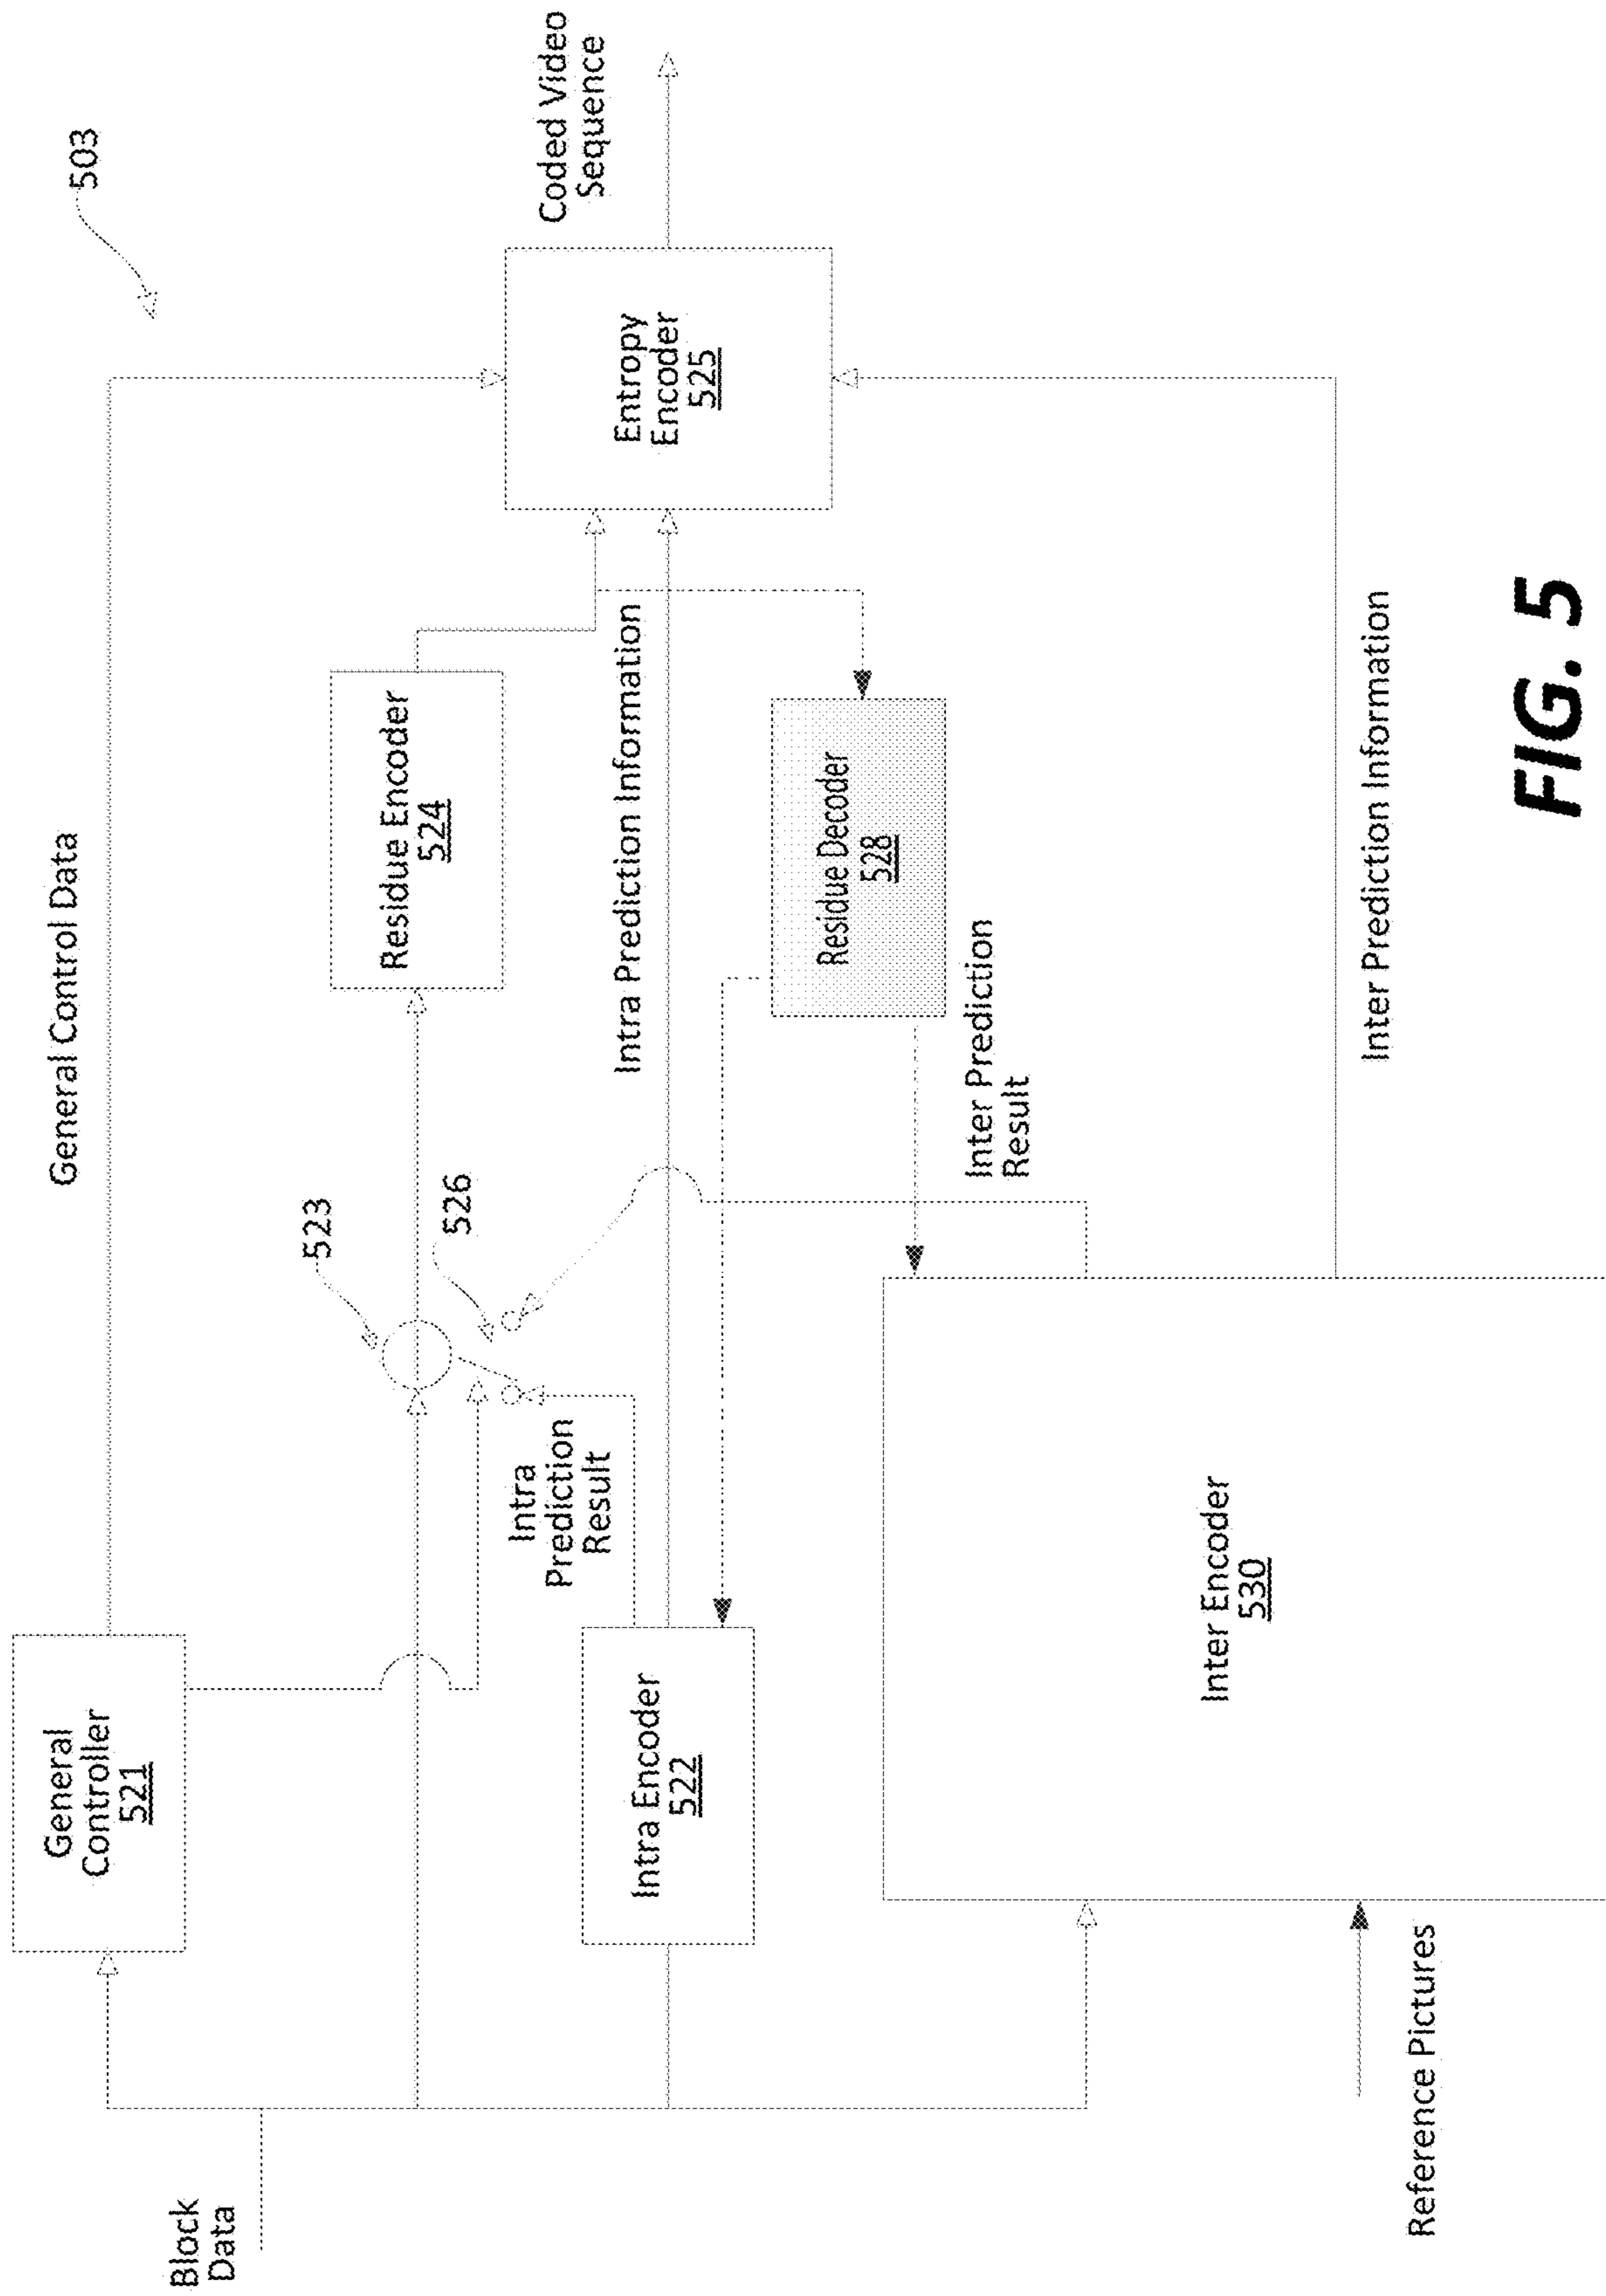 503
General Control Data
General
Controller
521
Block
Data
523
526
Residue Encoder
524
Coded Video
Sequence
Entropy
Encoder
525
Intra
Prediction
Result
Intra Prediction Information
Intra Encoder
522
Residue Decoder
528
Inter Prediction
Result
Inter Encoder
530
Inter Prediction Information
Reference Pictures
FIG. 5